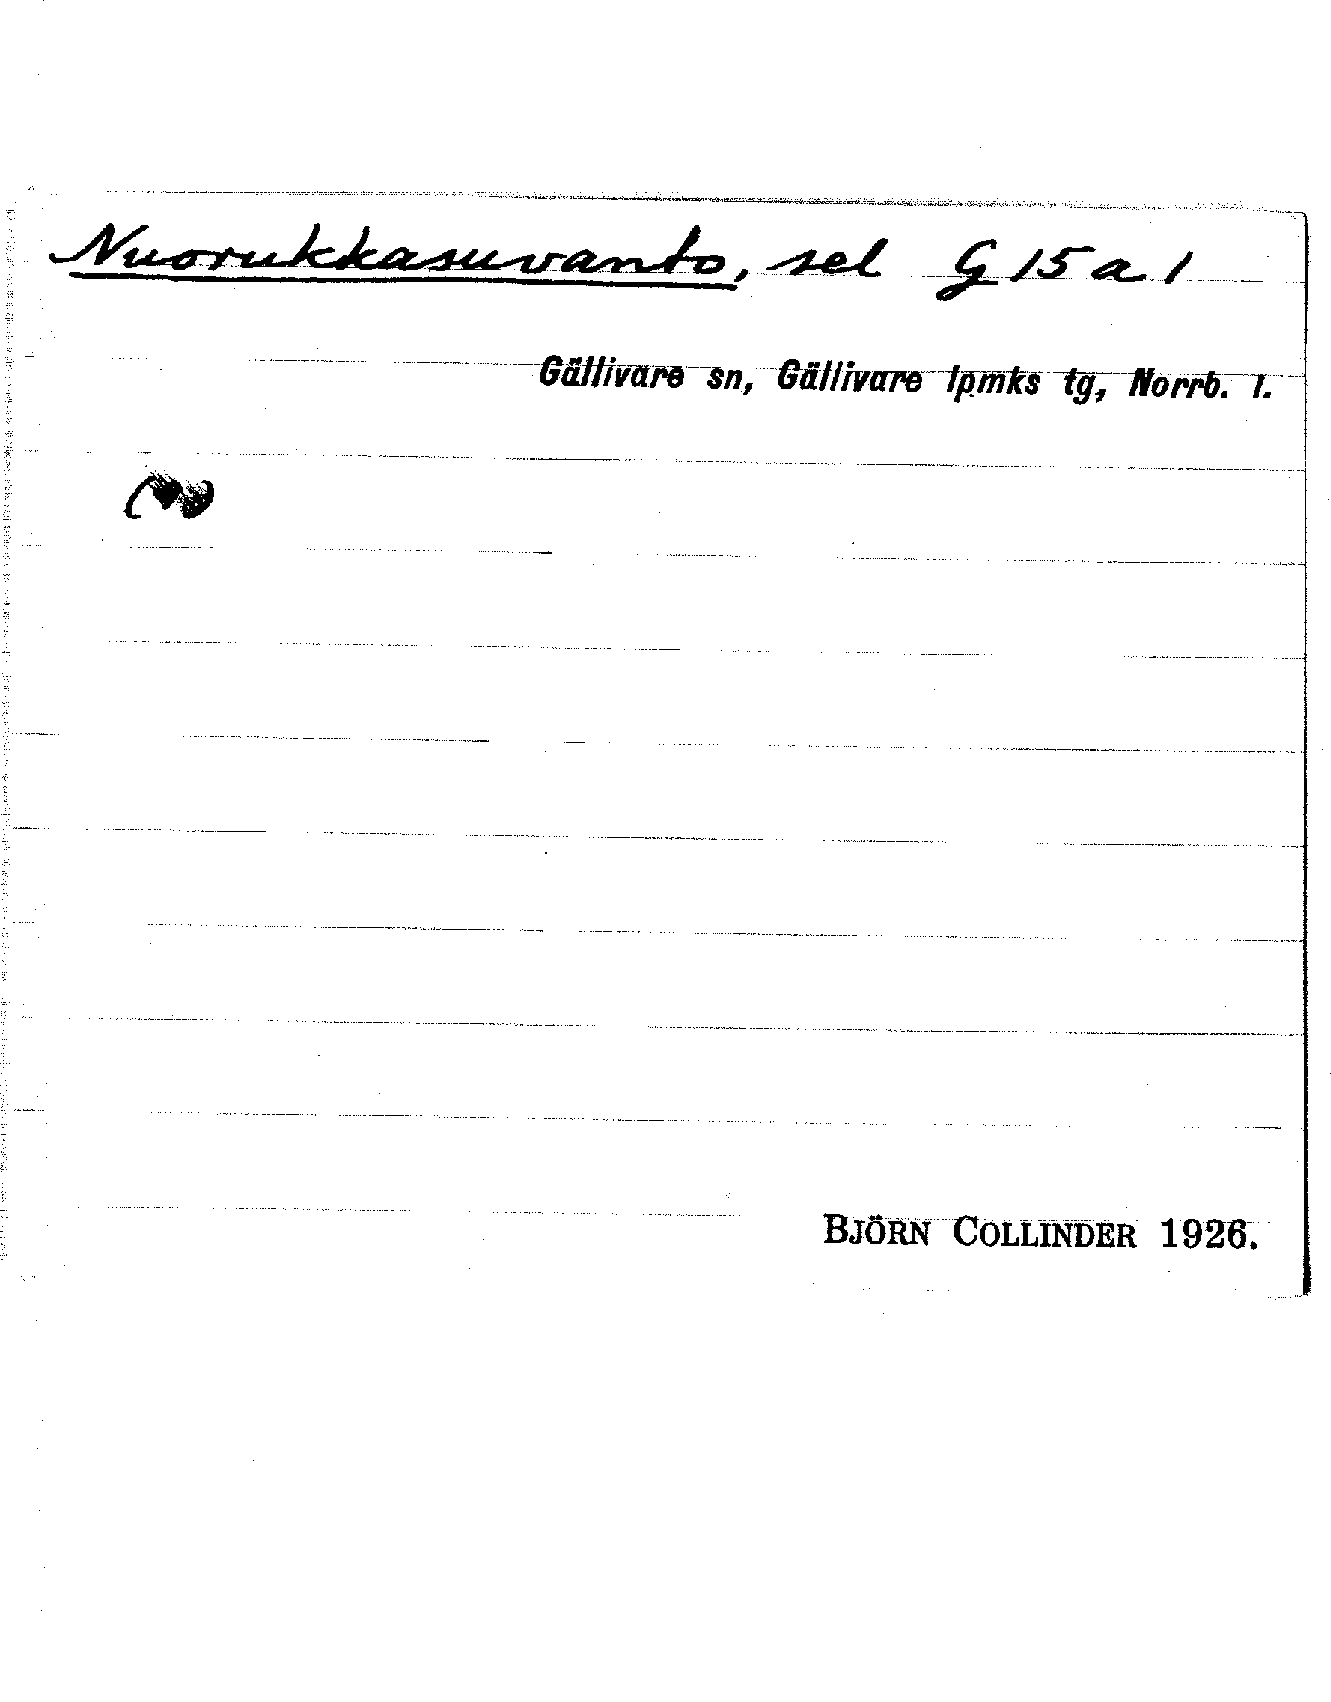 Nuorukkasuvanto, sel G 15 a 1
Gällivare sn, Gällivare lpmks tg, Norrb. l.
BJÖRN COLLINDER 1926.